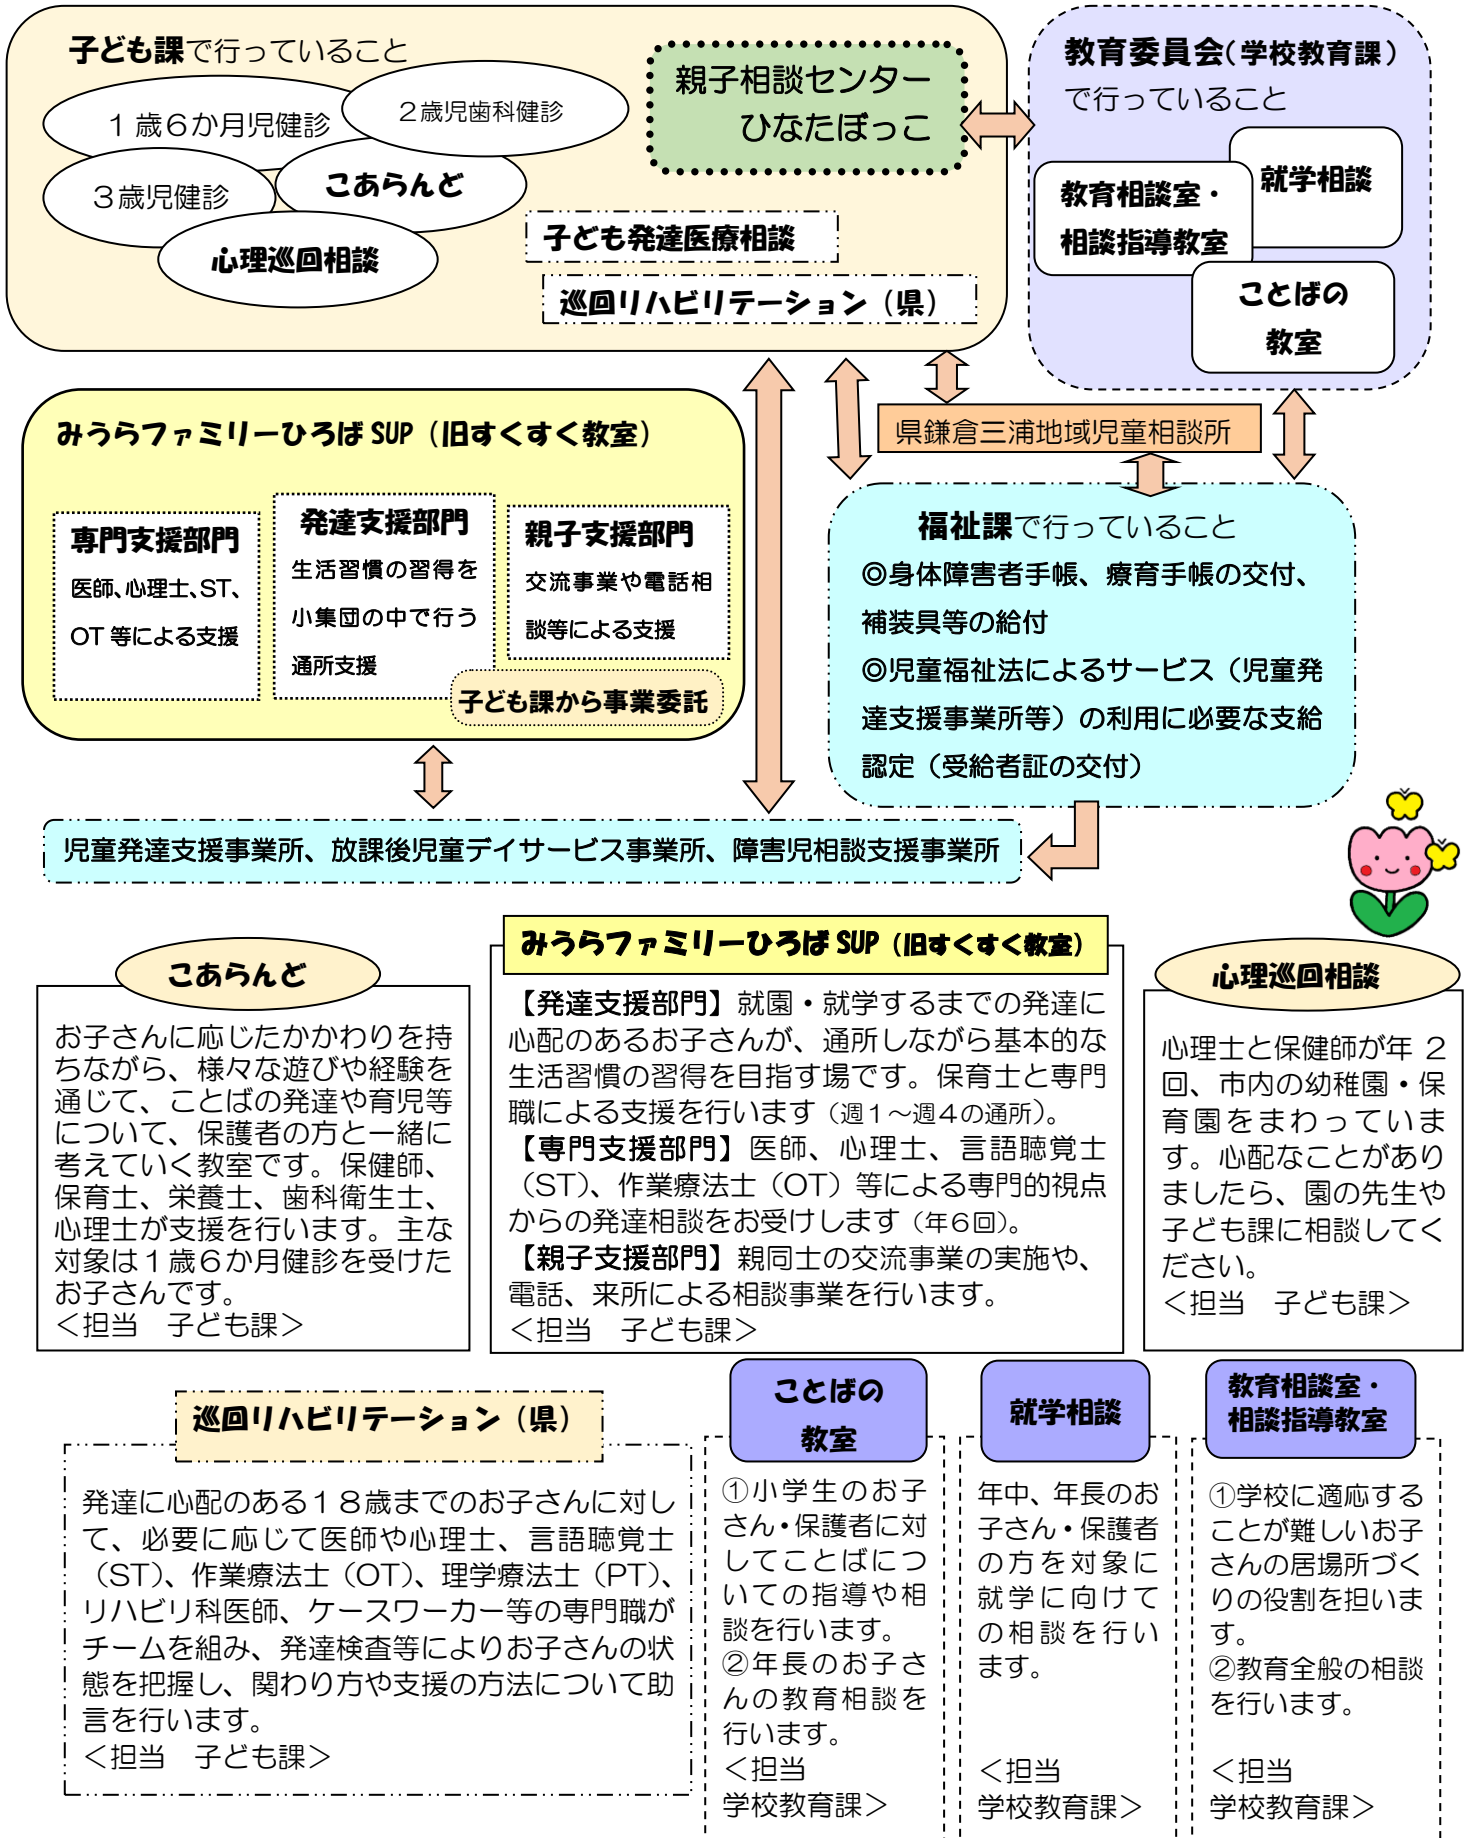 子ども課で行っていること
１歳６か月児健診
２歳児歯科健診
３歳児健診
こあらんど
心理巡回相談
親子相談センター
ひなたぼっこ
子ども発達医療相談
巡回リハビリテーション（県）
教育委員会（学校教育課）
で行っていること
就学相談
教育相談室・
相談指導教室
ことばの
教室
県鎌倉三浦地域児童相談所
みうらファミリーひろば SUP（旧すくすく教室）
専門支援部門
医師、心理士、ST、
OT 等による支援
発達支援部門
生活習慣の習得を
小集団の中で行う
通所支援
親子支援部門
交流事業や電話相
談等による支援
子ども課から事業委託
福祉課で行っていること
◎身体障害者手帳、療育手帳の交付、
補装具等の給付
◎児童福祉法によるサービス（児童発
達支援事業所等）の利用に必要な支給
認定（受給者証の交付）
児童発達支援事業所、放課後児童デイサービス事業所、障害児相談支援事業所
こあらんど
お子さんに応じたかかわりを持
ちながら、様々な遊びや経験を
通じて、ことばの発達や育児等
について、保護者の方と一緒に
考えていく教室です。保健師、
保育士、栄養士、歯科衛生士、
心理士が支援を行います。主な
対象は１歳６か月健診を受けた
お子さんです。
＜担当　子ども課＞
みうらファミリーひろば SUP（旧すくすく教室）
【発達支援部門】就園・就学するまでの発達に
心配のあるお子さんが、通所しながら基本的な
生活習慣の習得を目指す場です。保育士と専門
職による支援を行います（週１～週４の通所）。
【専門支援部門】医師、心理士、言語聴覚士
（ST）、作業療法士（OT）等による専門的視点
からの発達相談をお受けします（年６回）。
【親子支援部門】親同士の交流事業の実施や、
電話、来所による相談事業を行います。
＜担当　子ども課＞
心理巡回相談
心理士と保健師が年 2
回、市内の幼稚園・保
育園をまわっていま
す。心配なことがあり
ましたら、園の先生や
子ども課に相談してく
ださい。
＜担当　子ども課＞
巡回リハビリテーション（県）
発達に心配のある１８歳までのお子さんに対し
て、必要に応じて医師や心理士、言語聴覚士
（ST）、作業療法士（OT）、理学療法士（PT）、
リハビリ科医師、ケースワーカー等の専門職が
チームを組み、発達検査等によりお子さんの状
態を把握し、関わり方や支援の方法について助
言を行います。
＜担当　子ども課＞
ことばの
教室
①小学生のお子
さん・保護者に対
してことばにつ
いての指導や相
談を行います。
②年長のお子さ
んの教育相談を
行います。
＜担当
学校教育課＞
就学相談
年中、年長のお
子さん・保護者
の方を対象に
就学に向けて
の相談を行い
ます。
＜担当
学校教育課＞
教育相談室・
相談指導教室
①学校に適応する
ことが難しいお子
さんの居場所づく
りの役割を担いま
す。
②教育全般の相談
を行います。
＜担当
学校教育課＞